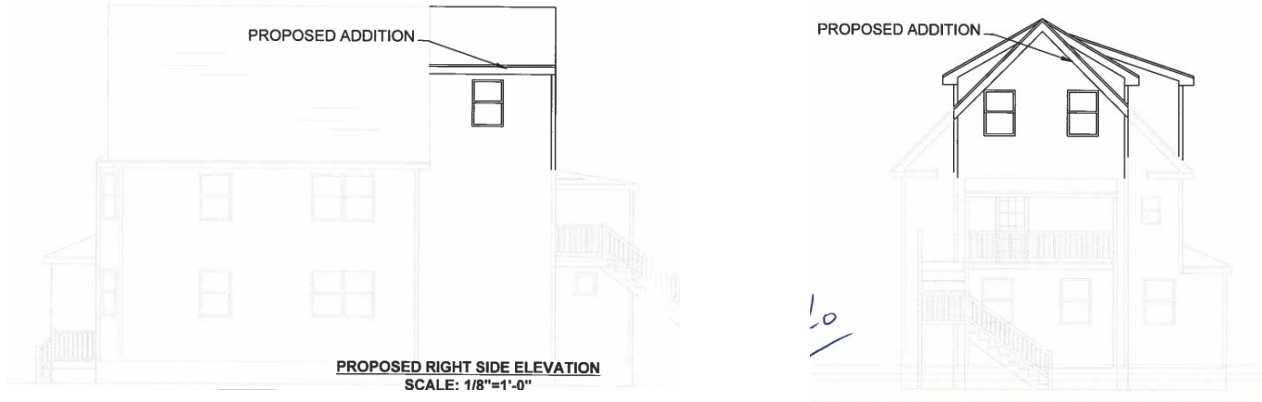 PROPOSED ADDITION
PROPOSED RIGHT SIDE ELEVATION
SCALE: 1/8"=1'-0"
PROPOSED ADDITION